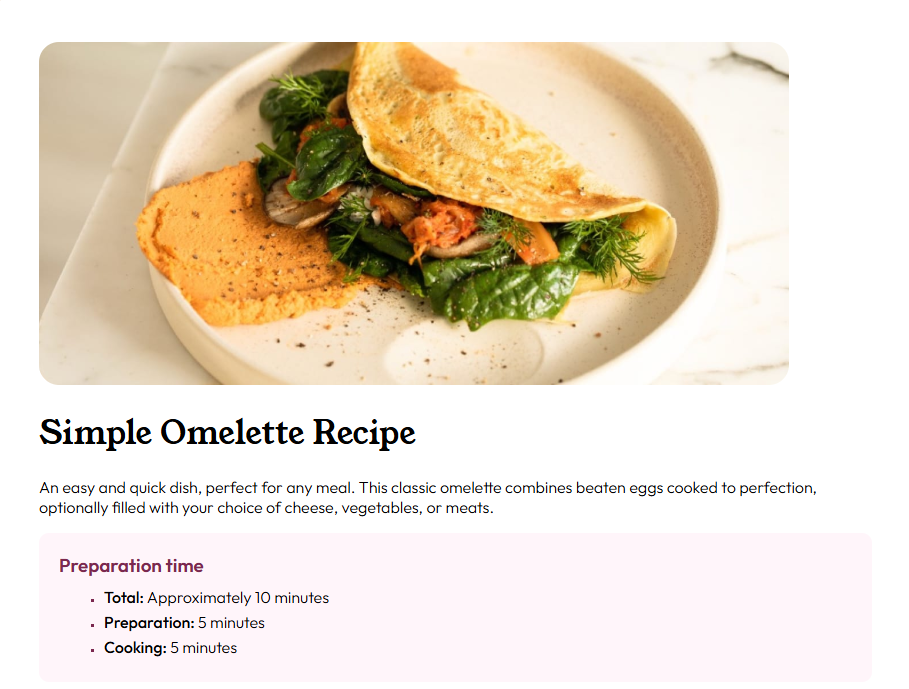 Simple Omelette Recipe
An easy and quick dish, perfect for any meal. This classic omelette combines beaten eggs cooked to perfection,
optionally filled with your choice of cheese, vegetables, or meats.
Preparation time
Total: Approximately 10 minutes
Preparation: 5 minutes
Cooking: 5 minutes